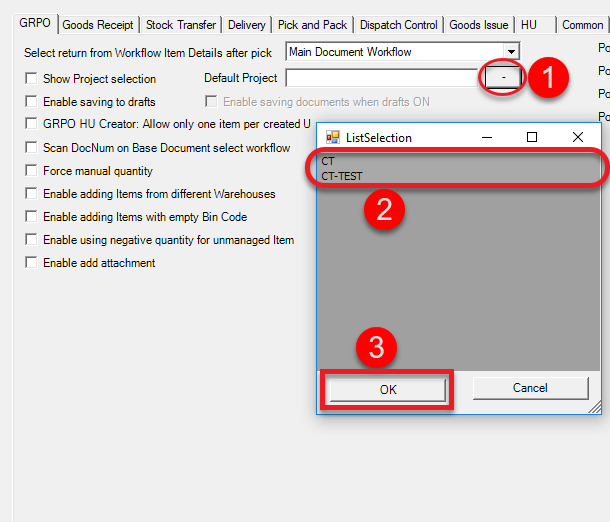 GRPO Goods Receipt Stock Transfer Delivery Pick and Pack Dispatch Control Goods Issue HU Common
Select return from Workflow Item Details after pick Main Document Workflow Po
Show Project selection Default Project - 1 Po
Enable saving to drafts Enable saving documents when drafts ON Po
GRPO HU Creator: Allow only one item per created U Po
Scan DocNum on Base Document select workflow
Force manual quantity
Enable adding Items from different Warehouses
Enable adding Items with empty Bin Code
Enable using negative quantity for unmanaged Item
Enable add attachment
ListSelection
CT
CT-TEST
2
3
OK Cancel